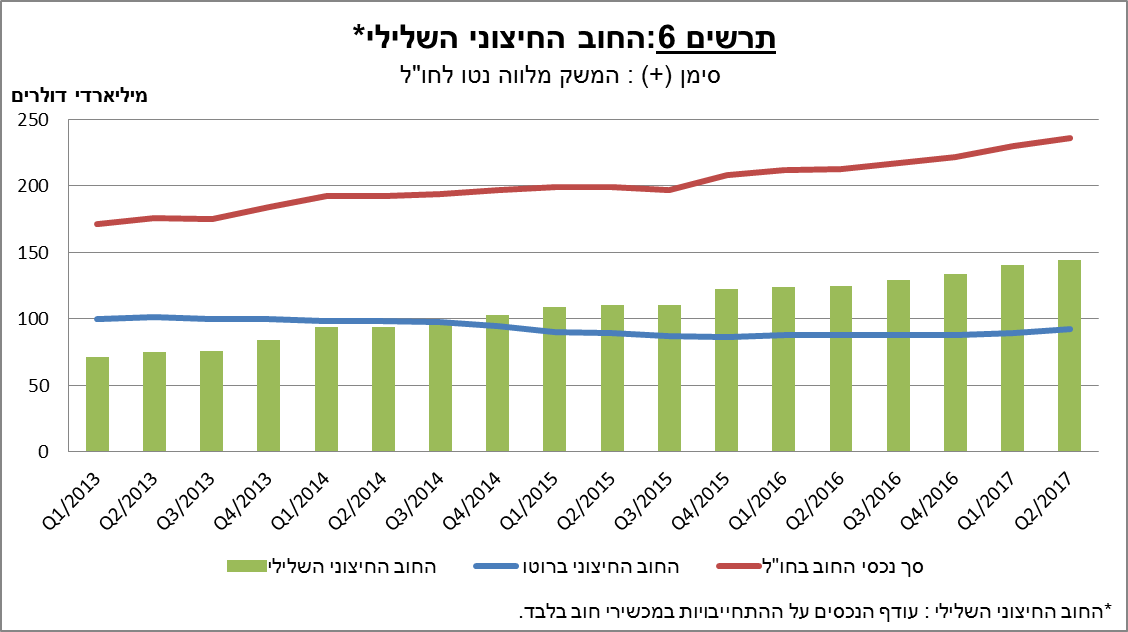 תרשים 6:החוב החיצוני השלילי*
סימן (+) : המשק מלווה נטו לחו"ל
מיליארדי דולרים
250
200
150
100
50
0
Q1/2013
Q2/2013
Q3/2013
Q4/2013
Q1/2014
Q2/2014
Q3/2014
Q4/2014
Q1/2015
Q2/2015
Q3/2015
Q4/2015
Q1/2016
Q2/2016
Q3/2016
Q4/2016
Q1/2017
Q2/2017
סך נכסי החוב בחו"ל
החוב החיצוני ברוטו
החוב החיצוני השלילי
*החוב החיצוני השלילי : עודף הנכסים על ההתחייבויות במכשירי חוב בלבד.